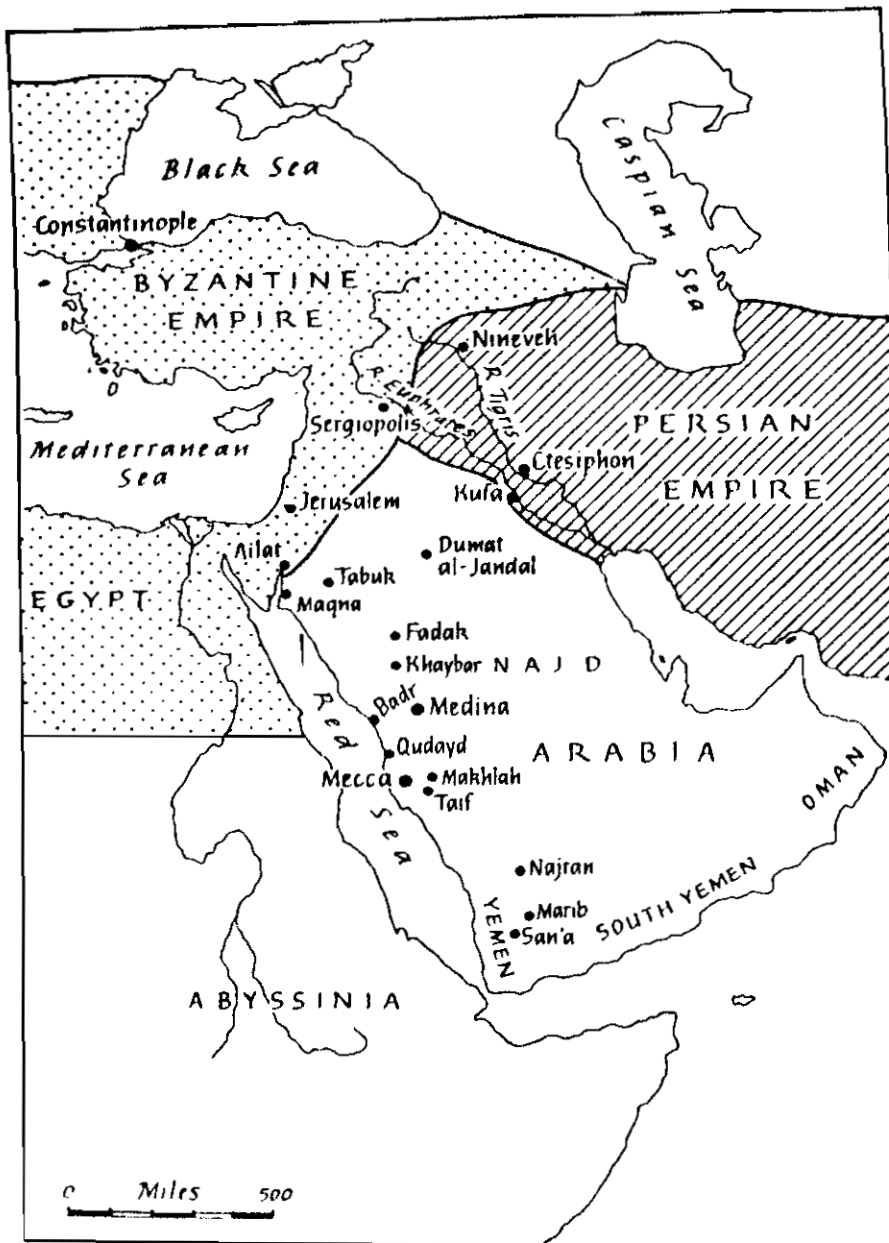 Black Sea
Caspian Sea
Constantinople
BYZANTINE
EMPIRE
Nineveh
R. Euphrates
R Tigris
Sergiopolis
PERSIAN
EMPIRE
Mediterranean
Sea
Ctesiphon
Kufa
Jerusalem
Ailat
Dumat
al-Jandal
Tabuk
EGYPT
Maqna
Fadak
Khaybar
NAJD
Badr
Medina
Red Sea
Qudayd
ARABIA
Mecca
Makhlah
Taif
OMAN
Najran
Marib
San'a
YEMEN
SOUTH YEMEN
ABYSSINIA
0 Miles 500